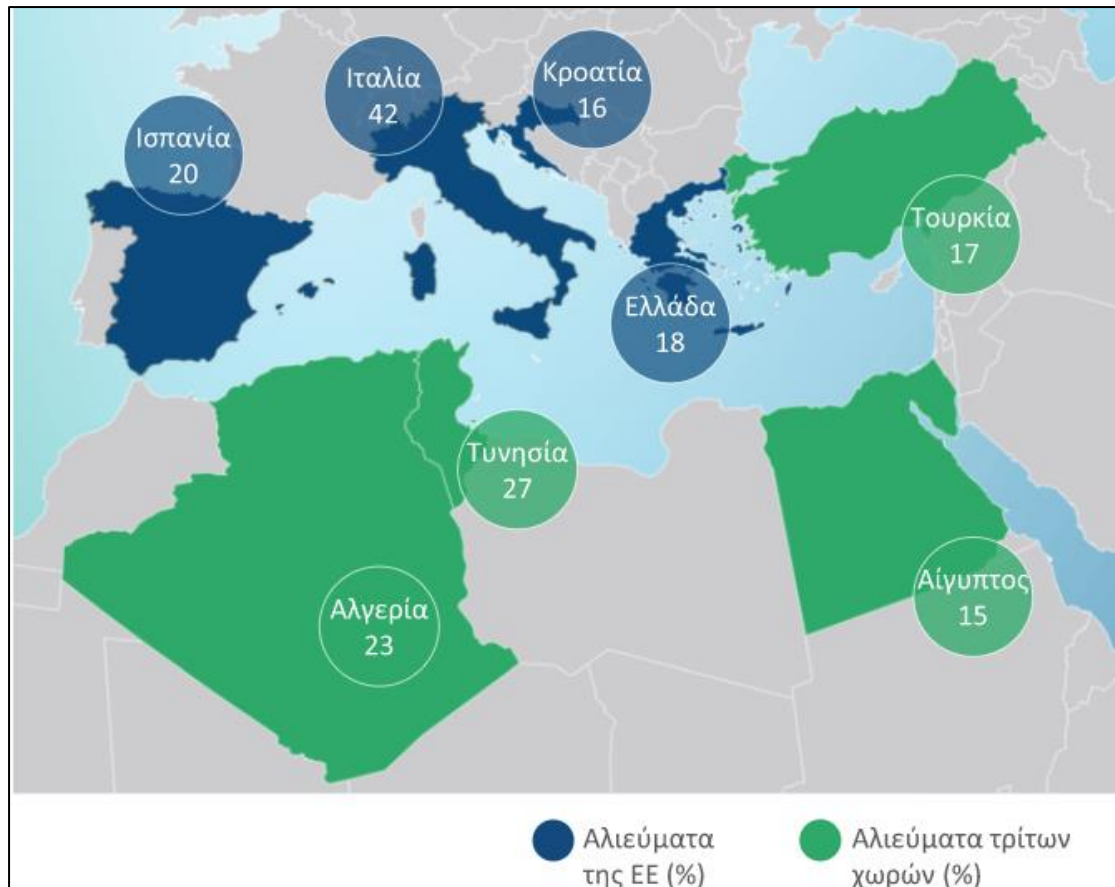 Ιταλία
42
Κροατία
16
Ισπανία
20
Τουρκία
17
Ελλάδα
18
Τυνησία
27
Αίγυπτος
15
Αλγερία
23
Αλιεύματα
της ΕΕ (%)
Αλιεύματα τρίτων
χωρών (%)